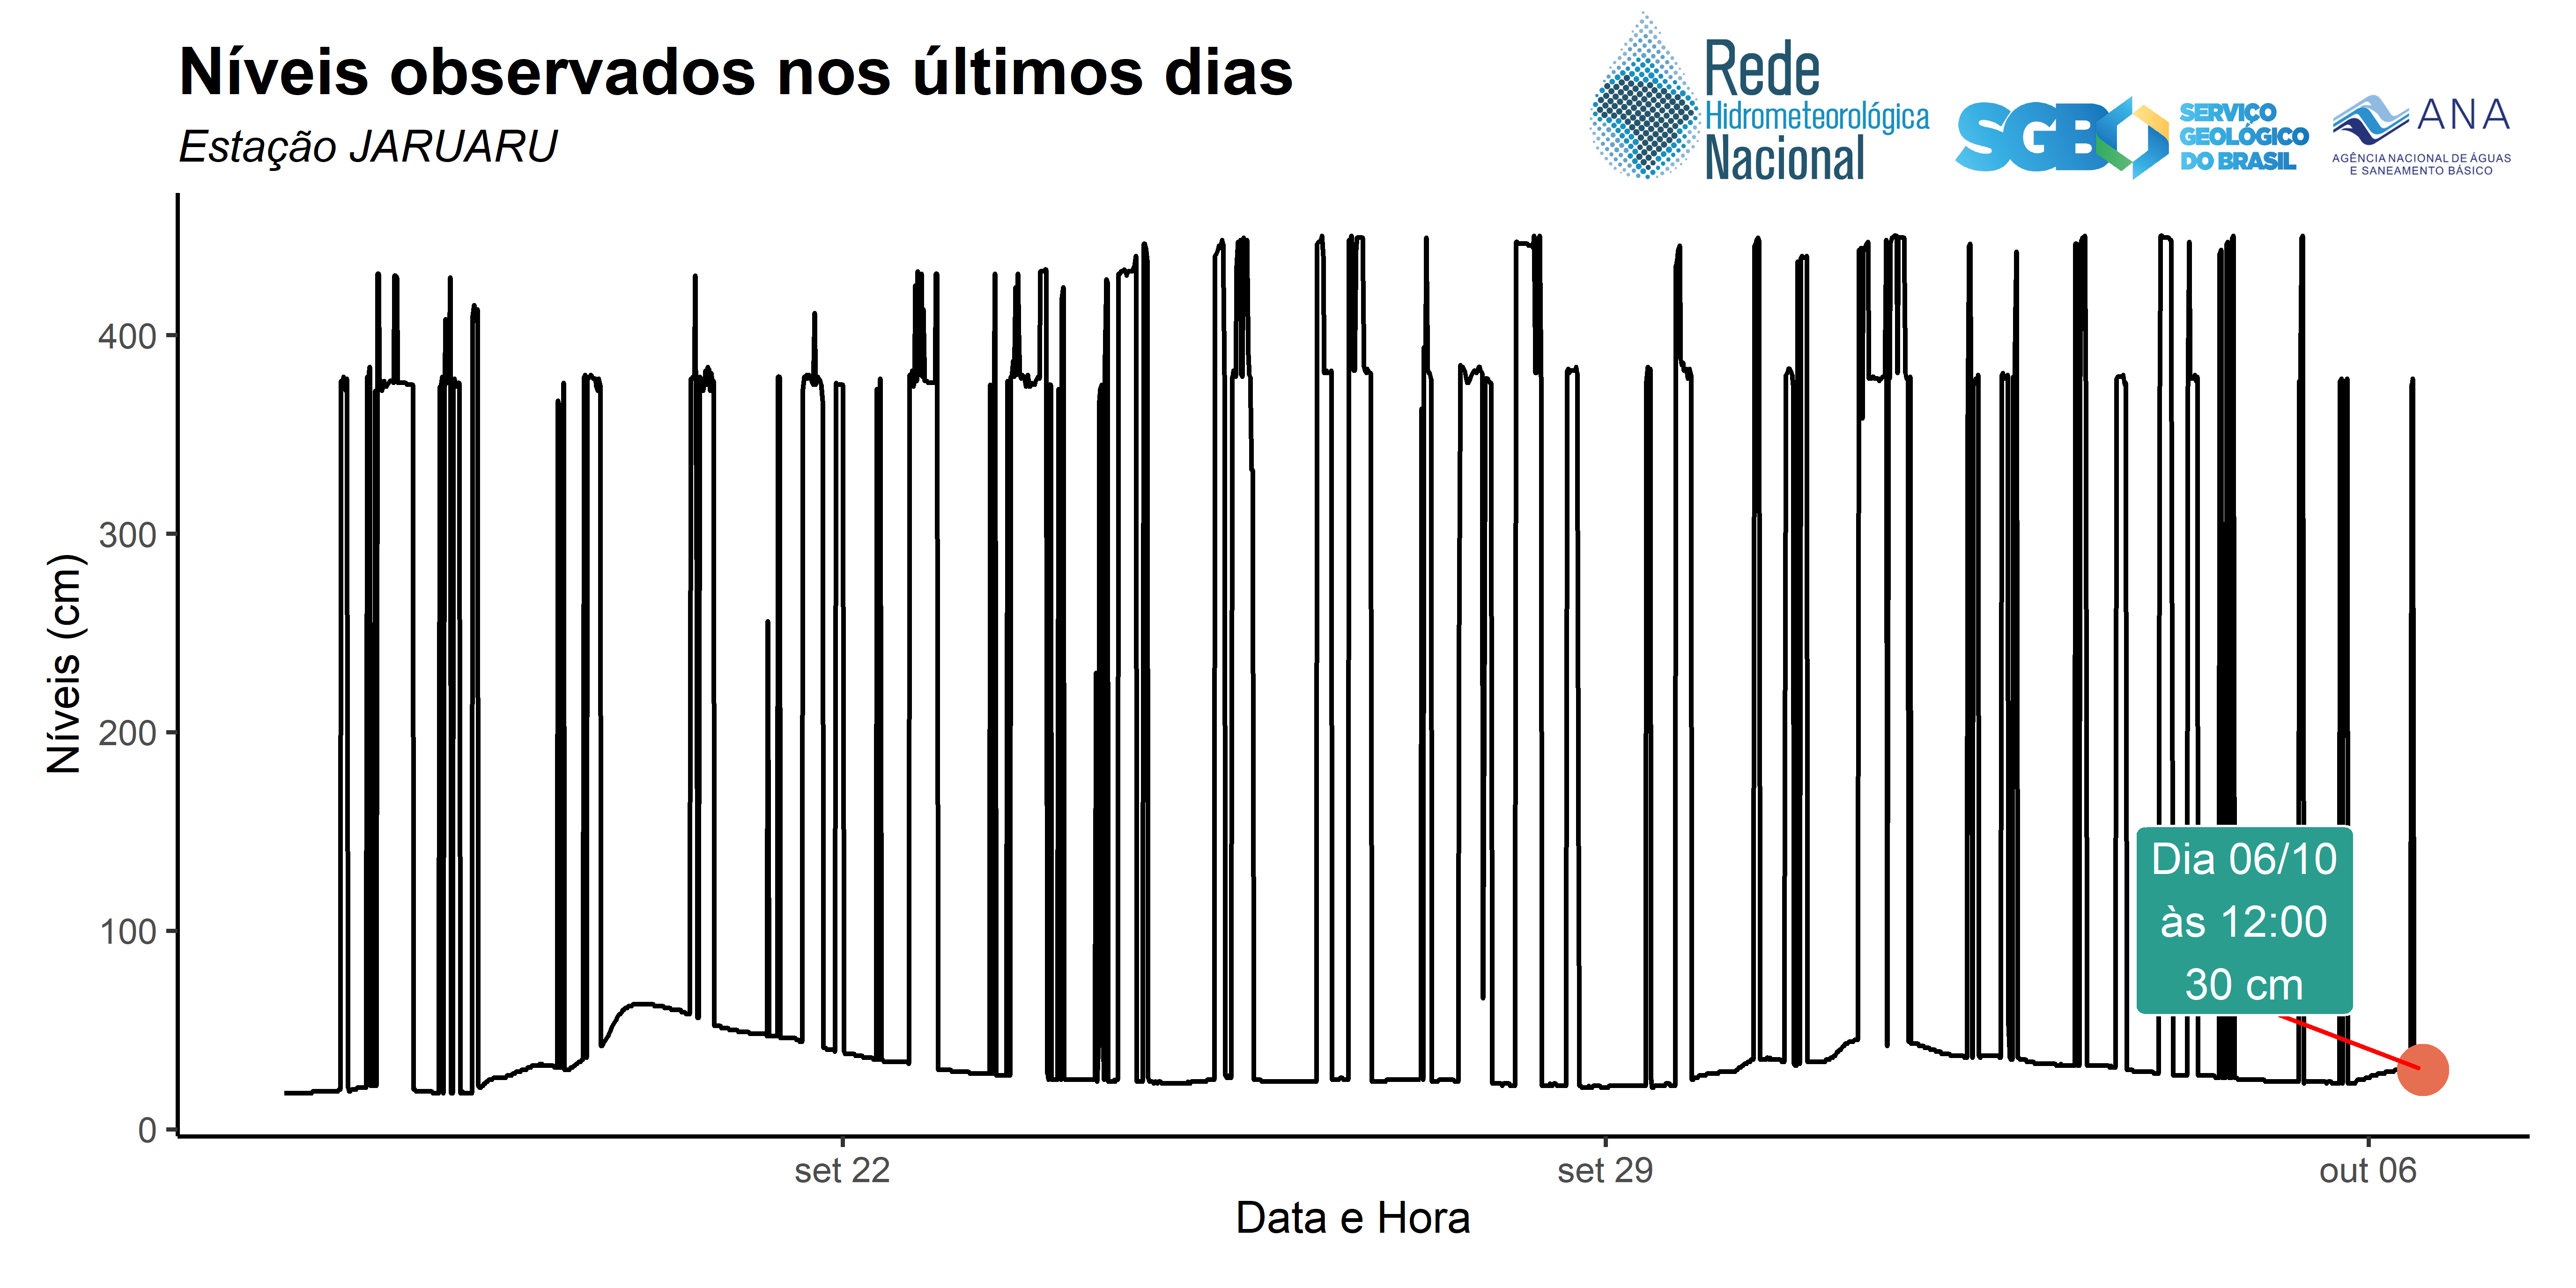 Níveis observados nos últimos dias
Estação JARUARU
Rede
Hidrometeorológica
Nacional
SGB
SERVIÇO
GEOLÓGICO
DO BRASIL
ANA
AGÊNCIA NACIONAL DE ÁGUAS
E SANEAMENTO BÁSICO
Níveis (cm)
400
300
200
100
0
Dia 06/10
às 12:00
30 cm
set 22
set 29
out 06
Data e Hora